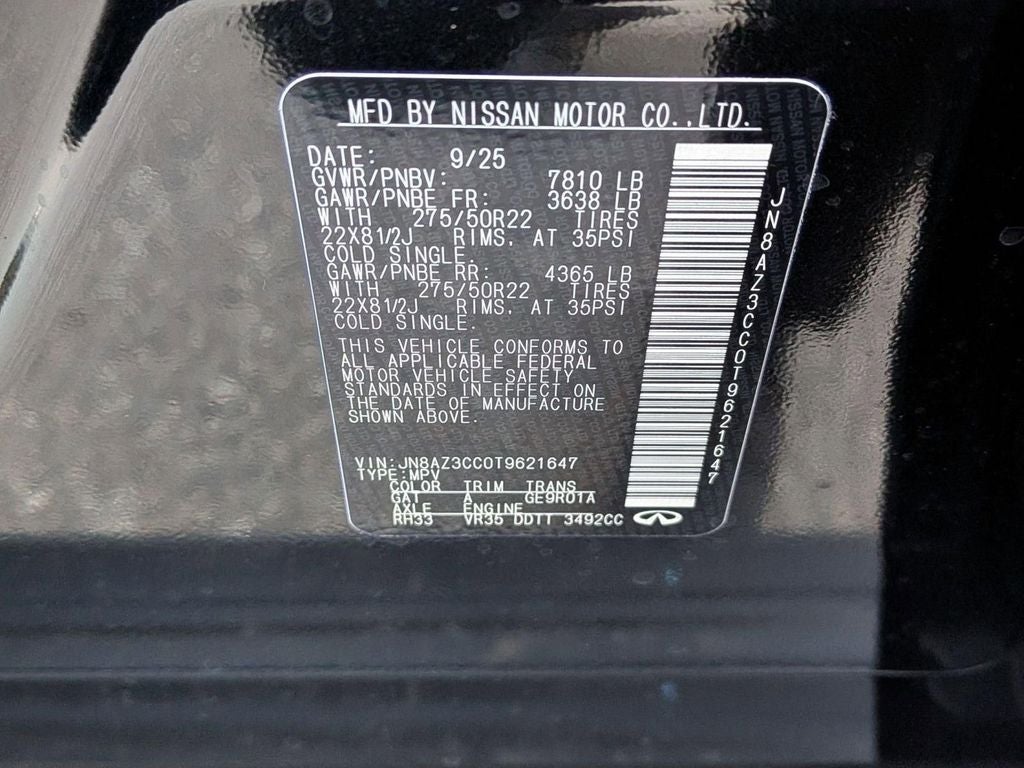 MFD BY NISSAN MOTOR CO.,LTD.
DATE: 9/25
GVWR/PNBV: 7810 LB
GAWR/PNBE FR: 3638 LB
WITH 275/50R22 TIRES
22X81/2J RIMS, AT 35PSI
COLD SINGLE.
GAWR/PNBE RR: 4365 LB
WITH 275/50R22 TIRES
22X81/2J RIMS, AT 35PSI
COLD SINGLE.
THIS VEHICLE CONFORMS TO
ALL APPLICABLE FEDERAL
MOTOR VEHICLE SAFETY
STANDARDS IN EFFECT ON
THE DATE OF MANUFACTURE
SHOWN ABOVE.
VIN:JN8AZ3CC0T9621647
TYPE:MPV
COLOR TRIM TRANS
GAT A GE9R01A
AXLE ENGINE
RH33 VR35 DDTT 3492CC
JN8AZ3CC0T9621647